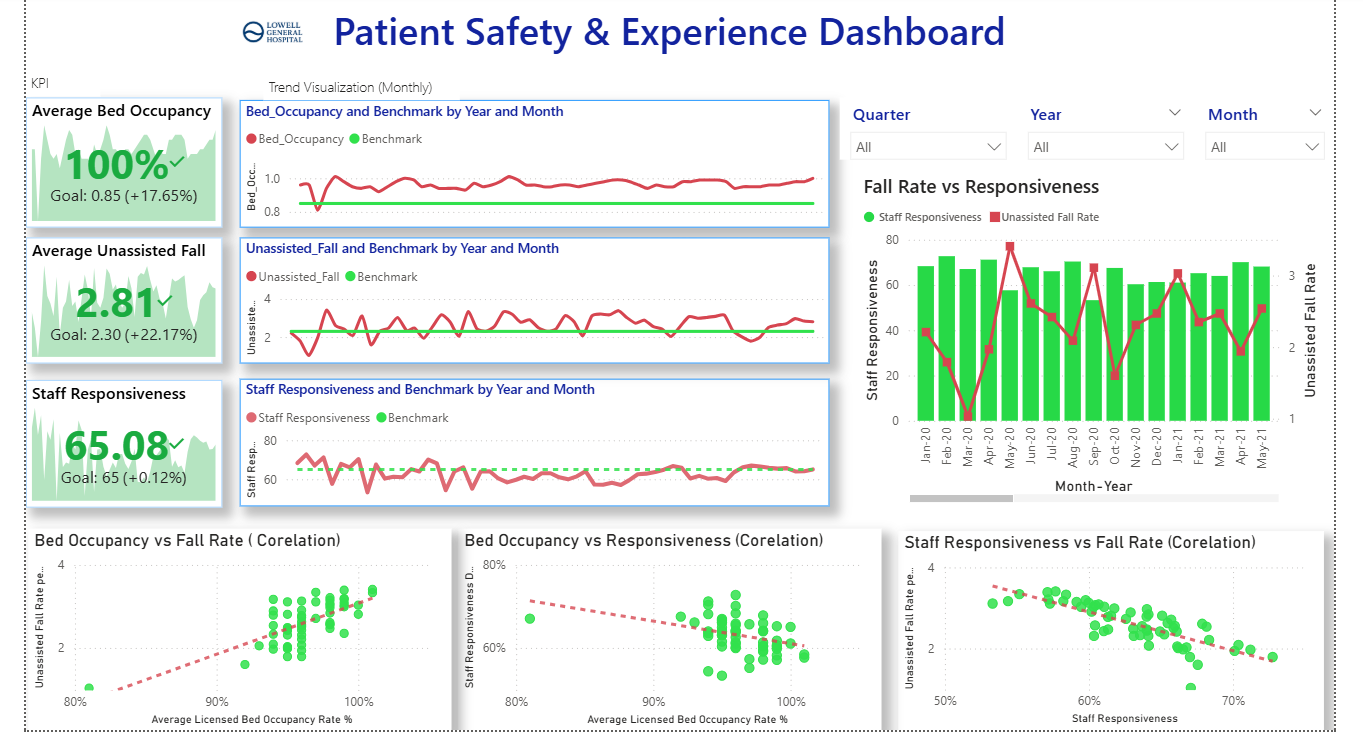 LOWELL
GENERAL
HOSPITAL
Patient Safety & Experience Dashboard
KPI
Trend Visualization (Monthly)
Average Bed Occupancy
100%
Goal: 0.85 (+17.65%)
Average Unassisted Fall
2.81
Goal: 2.30 (+22.17%)
Staff Responsiveness
65.08
Goal: 65 (+0.12%)
Bed_Occupancy and Benchmark by Year and Month
Bed_Occupancy Benchmark
Bed_Occ...
1.0
0.8
Unassisted_Fall and Benchmark by Year and Month
Unassisted_Fall Benchmark
Unassiste...
4
2
Staff Responsiveness and Benchmark by Year and Month
Staff Responsiveness Benchmark
Staff Resp...
80
60
Quarter
All
Year
All
Month
All
Fall Rate vs Responsiveness
Staff Responsiveness Unassisted Fall Rate
Staff Responsiveness
80
60
40
20
0
Unassisted Fall Rate
3
2
1
Jan-20
Feb-20
Mar-20
Apr-20
May-20
Jun-20
Jul-20
Aug-20
Sep-20
Oct-20
Nov-20
Dec-20
Jan-21
Feb-21
Mar-21
Apr-21
May-21
Month-Year
Bed Occupancy vs Fall Rate ( Corelation)
Unassisted Fall Rate pe...
4
2
80% 90% 100%
Average Licensed Bed Occupancy Rate %
Bed Occupancy vs Responsiveness (Corelation)
Staff Responsiveness D...
80%
60%
80% 90% 100%
Average Licensed Bed Occupancy Rate %
Staff Responsiveness vs Fall Rate (Corelation)
Unassisted Fall Rate pe...
4
2
50% 60% 70%
Staff Responsiveness